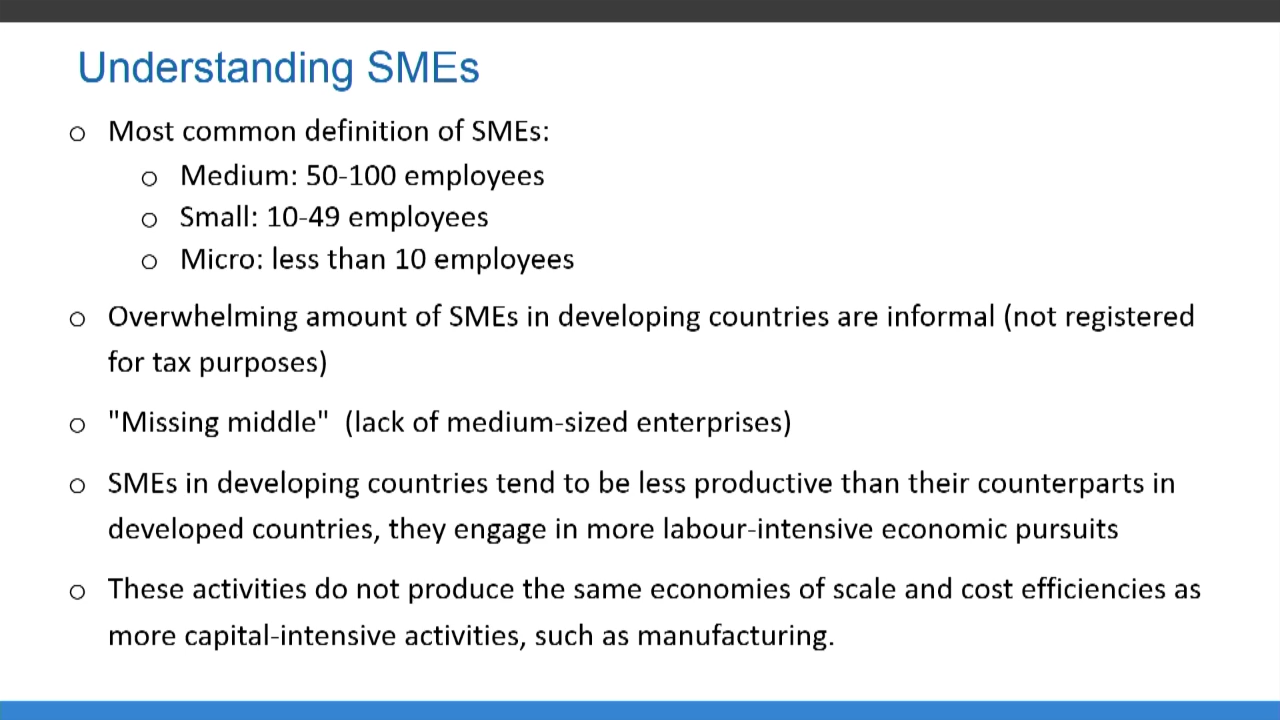 Understanding SMEs
o Most common definition of SMEs:
o Medium: 50-100 employees
o Small: 10-49 employees
o Micro: less than 10 employees
o Overwhelming amount of SMEs in developing countries are informal (not registered
for tax purposes)
o "Missing middle"  (lack of medium-sized enterprises)
o SMEs in developing countries tend to be less productive than their counterparts in
developed countries, they engage in more labour-intensive economic pursuits
o These activities do not produce the same economies of scale and cost efficiencies as
more capital-intensive activities, such as manufacturing.